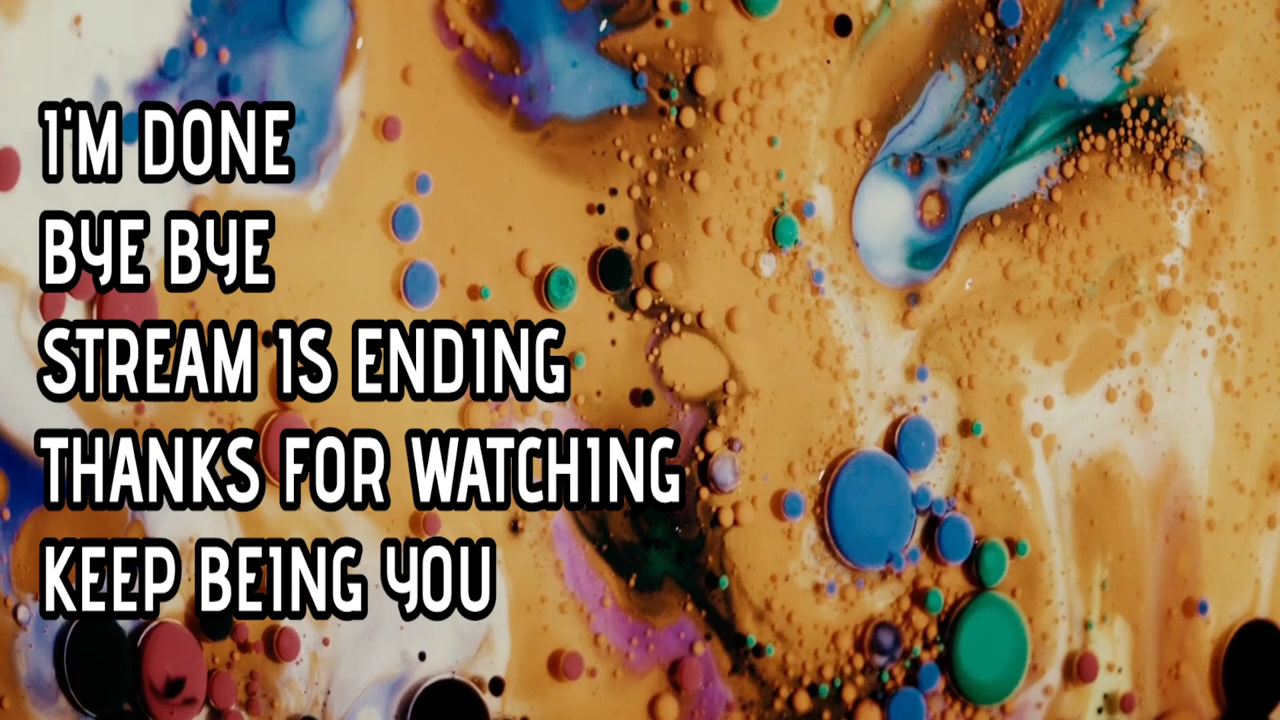 I'M DONE
BYE BYE
STREAM IS ENDING
THANKS FOR WATCHING
KEEP BEING YOU